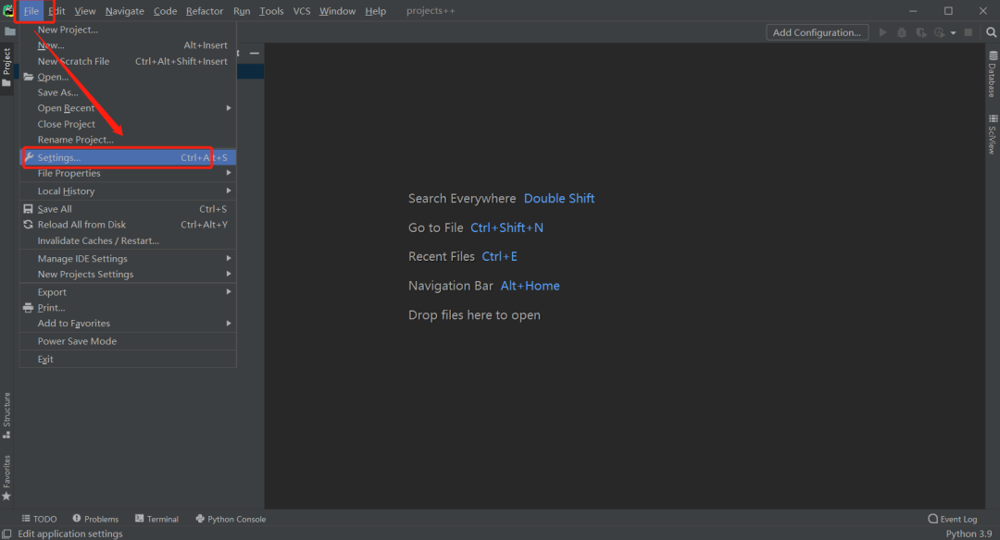 File Edit View Navigate Code Refactor Run Tools VCS Window Help projects++
Add Configuration...
New Project...
New... Alt+Insert
New Scratch File Ctrl+Alt+Shift+Insert
Open...
Save As...
Open Recent
Close Project
Rename Project...
Settings... Ctrl+Alt+S
File Properties
Local History
Save All Ctrl+S
Reload All from Disk Ctrl+Alt+Y
Invalidate Caches / Restart...
Manage IDE Settings
New Projects Settings
Export
Print...
Add to Favorites
Power Save Mode
Exit
Project
Structure
Favorites
Search Everywhere Double Shift
Go to File Ctrl+Shift+N
Recent Files Ctrl+E
Navigation Bar Alt+Home
Drop files here to open
Database
SciView
TODO Problems Terminal Python Console Event Log
Edit application settings Python 3.9